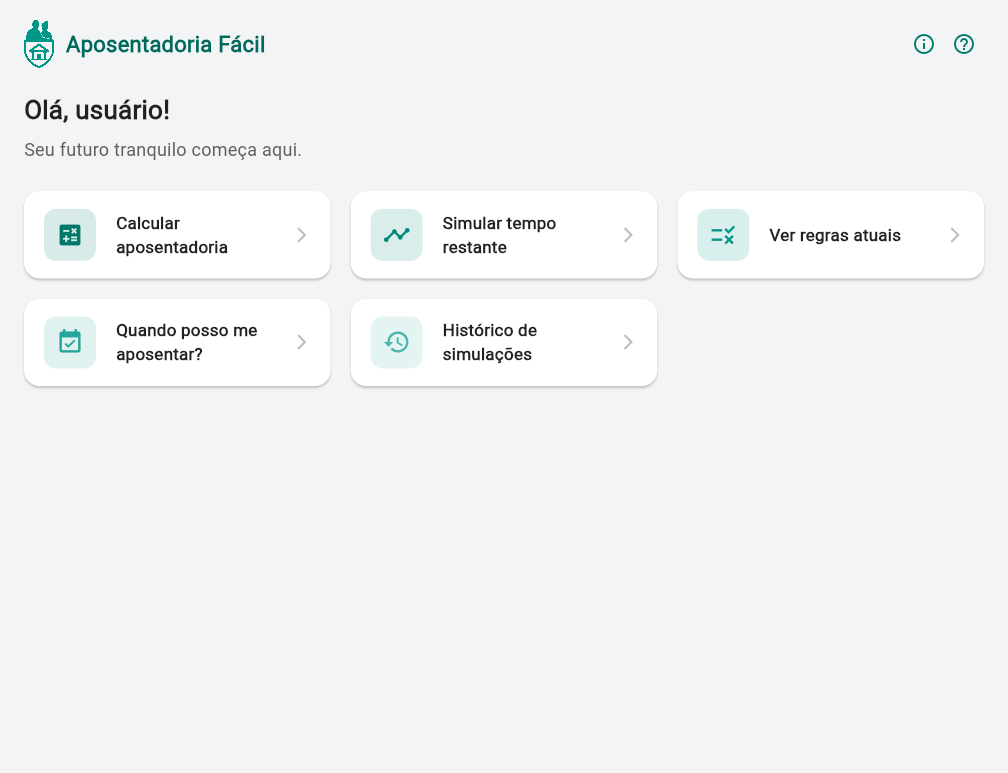 Aposentadoria Fácil
Olá, usuário!
Seu futuro tranquilo começa aqui.
Calcular
aposentadoria
Simular tempo
restante
Ver regras atuais
Quando posso me
aposentar?
Histórico de
simulações